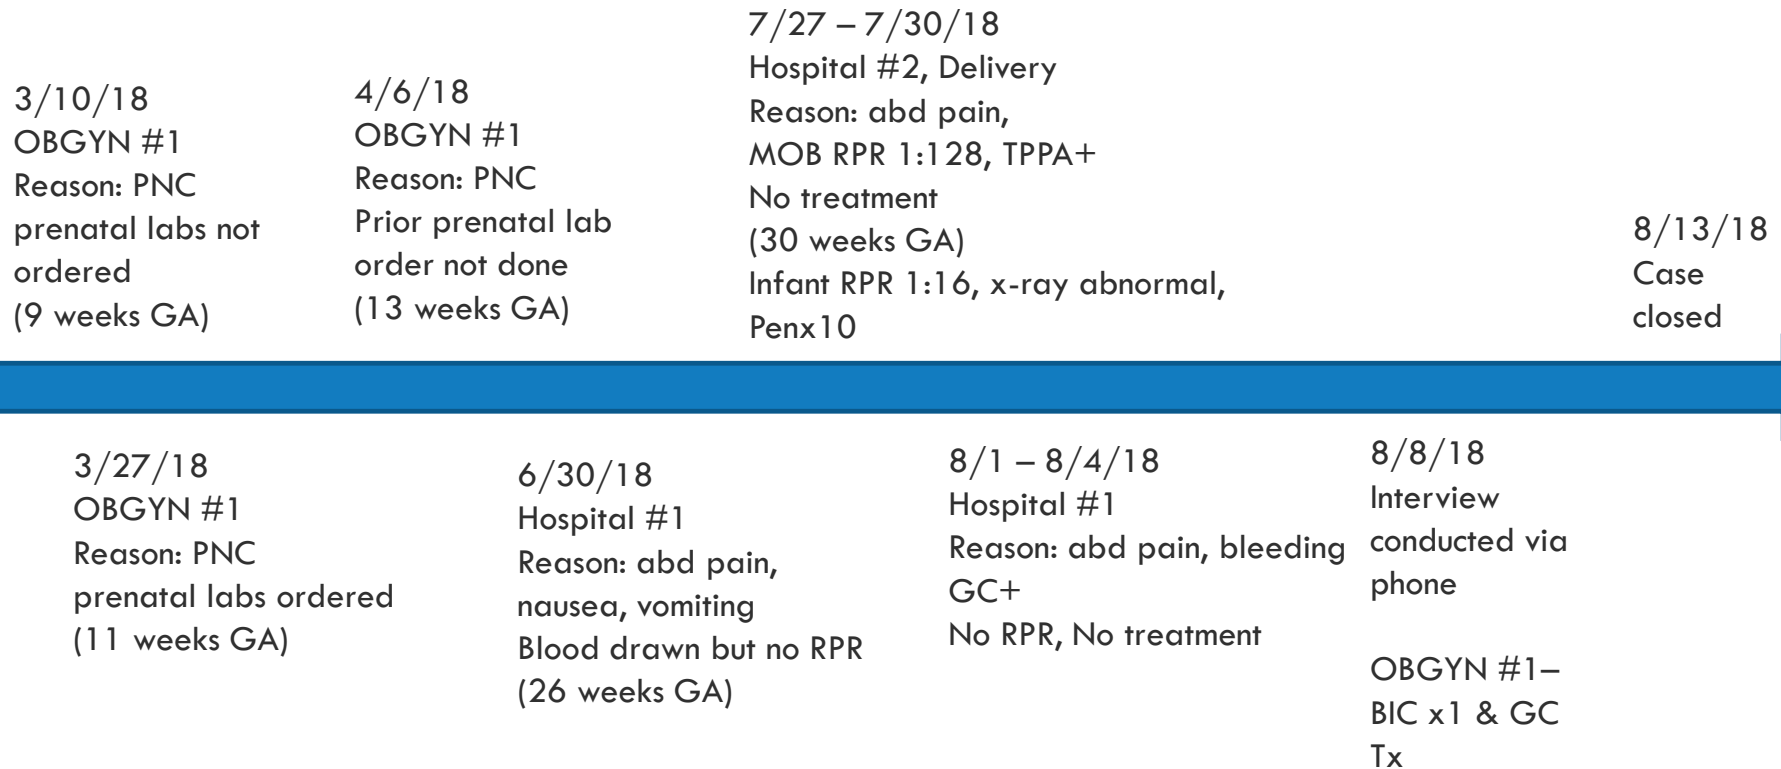 3/10/18
OBGYN #1
Reason: PNC
prenatal labs not
ordered
(9 weeks GA)
4/6/18
OBGYN #1
Reason: PNC
Prior prenatal lab
order not done
(13 weeks GA)
7/27 – 7/30/18
Hospital #2, Delivery
Reason: abd pain,
MOB RPR 1:128, TPPA+
No treatment
(30 weeks GA)
Infant RPR 1:16, x-ray abnormal,
Penx10
8/13/18
Case
closed
3/27/18
OBGYN #1
Reason: PNC
prenatal labs ordered
(11 weeks GA)
6/30/18
Hospital #1
Reason: abd pain,
nausea, vomiting
Blood drawn but no RPR
(26 weeks GA)
8/1 – 8/4/18
Hospital #1
Reason: abd pain, bleeding
GC+
No RPR, No treatment
8/8/18
Interview
conducted via
phone
OBGYN #1–
BIC x1 & GC
Tx